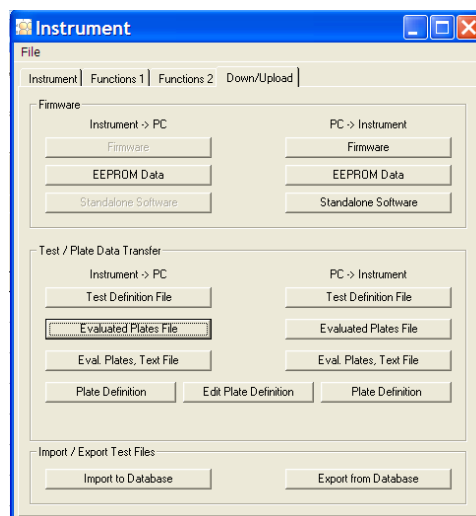 Instrument
File
Instrument Functions 1 Functions 2 Down/Upload
Firmware
Instrument -> PC PC -> Instrument
Firmware Firmware
EEPROM Data EEPROM Data
Standalone Software Standalone Software
Test / Plate Data Transfer
Instrument -> PC PC -> Instrument
Test Definition File Test Definition File
Evaluated Plates File Evaluated Plates File
Eval. Plates, Text File Eval. Plates, Text File
Plate Definition Edit Plate Definition Plate Definition
Import / Export Test Files
Import to Database Export from Database